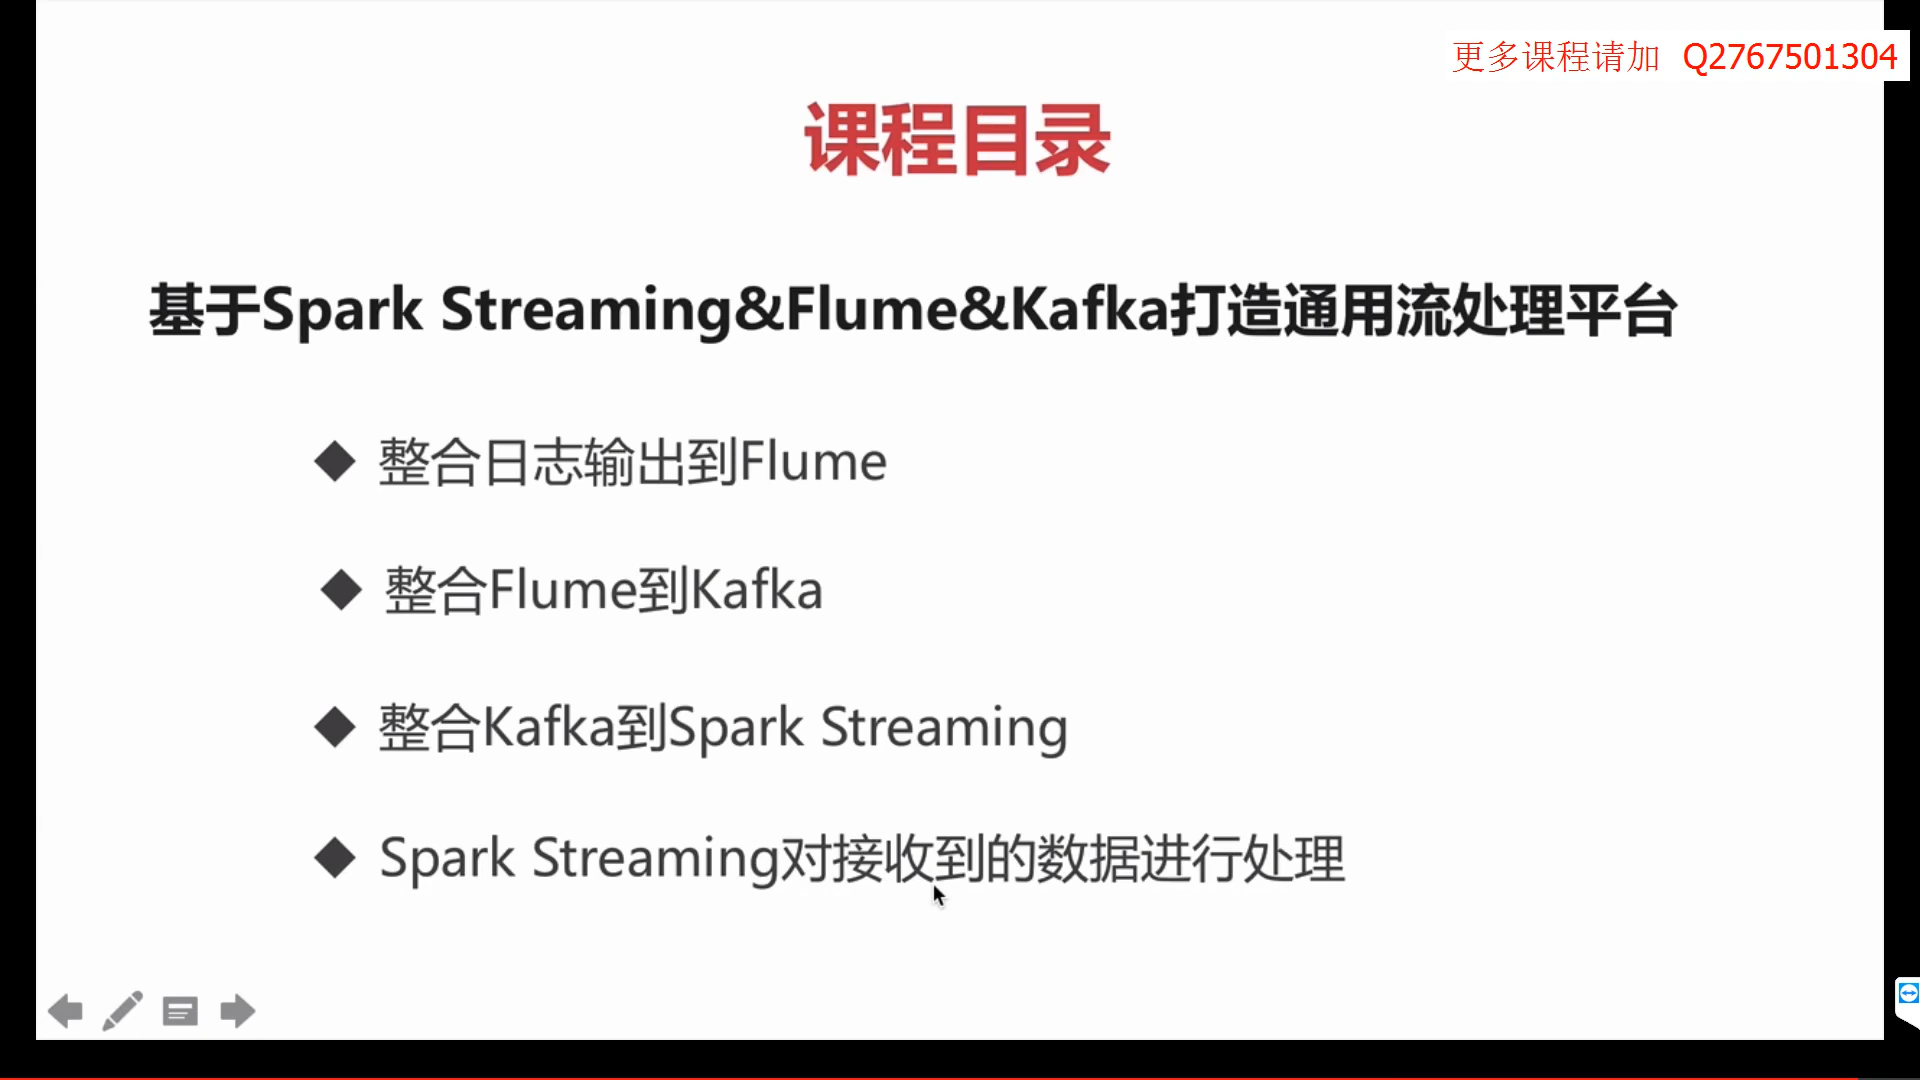 更多课程请加 Q2767501304
课程目录
基于Spark Streaming&Flume&Kafka打造通用流处理平台
◆ 整合日志输出到Flume
◆ 整合Flume到Kafka
◆ 整合Kafka到Spark Streaming
◆ Spark Streaming对接收到的数据进行处理